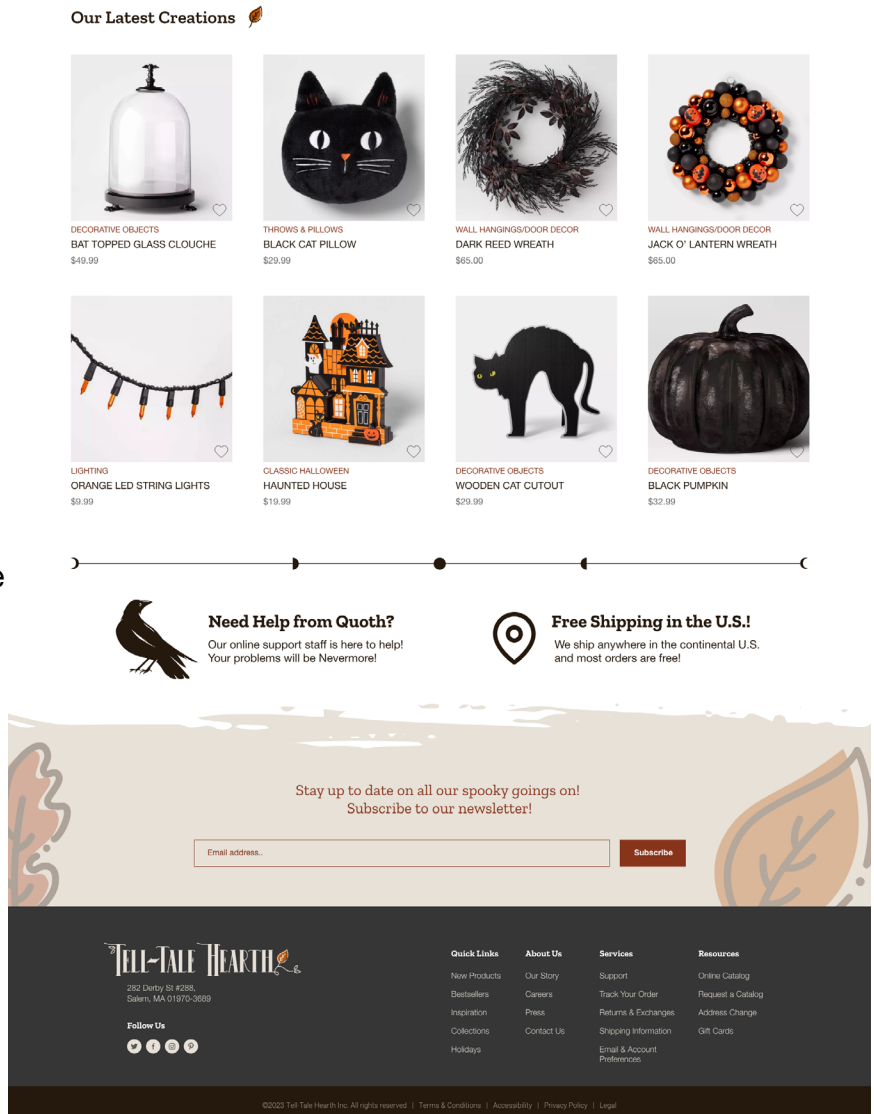 Our Latest Creations
DECORATIVE OBJECTS
BAT TOPPED GLASS CLOUCHE
$49.99
THROWS & PILLOWS
BLACK CAT PILLOW
$29.99
WALL HANGINGS/DOOR DECOR
DARK REED WREATH
$65.00
WALL HANGINGS/DOOR DECOR
JACK O' LANTERN WREATH
$65.00
LIGHTING
ORANGE LED STRING LIGHTS
$9.99
CLASSIC HALLOWEEN
HAUNTED HOUSE
$19.99
DECORATIVE OBJECTS
WOODEN CAT CUTOUT
$29.99
DECORATIVE OBJECTS
BLACK PUMPKIN
$32.99
e
Need Help from Quoth?
Our online support staff is here to help!
Your problems will be Nevermore!
Free Shipping in the U.S.!
We ship anywhere in the continental U.S.
and most orders are free!
Stay up to date on all our spooky goings on!
Subscribe to our newsletter!
Email address..
Subscribe
TELL-TALE HEARTH
282 Derby St #288,
Salem, MA 01970-3689
Follow Us
Quick Links
New Products
Bestsellers
Inspiration
Collections
Holidays
About Us
Our Story
Careers
Press
Contact Us
Services
Support
Track Your Order
Returns & Exchanges
Shipping Information
Email & Account
Preferences
Resources
Online Catalog
Request a Catalog
Address Change
Gift Cards
©2023 Tell-Tale Hearth Inc. All rights reserved | Terms & Conditions | Accessibility | Privacy Policy | Legal